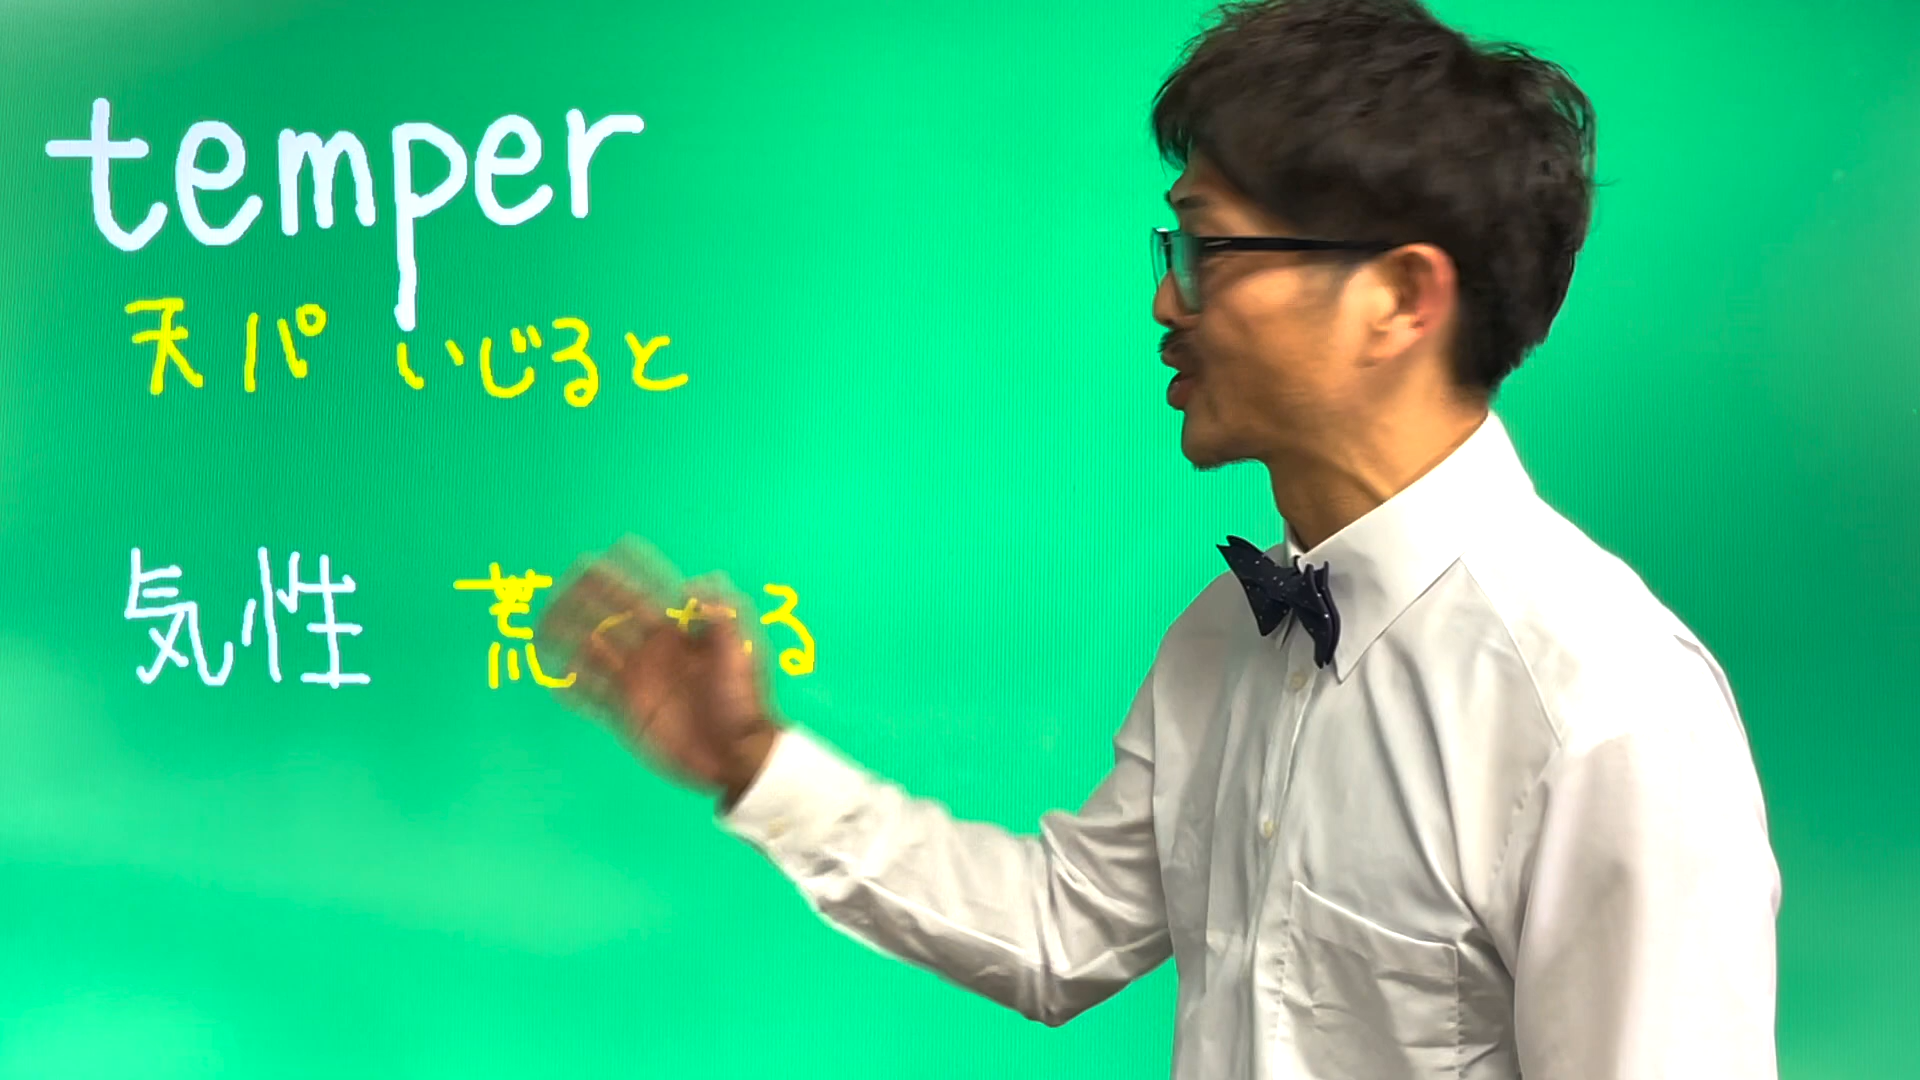 temper
天パ いじると
気性 荒 る